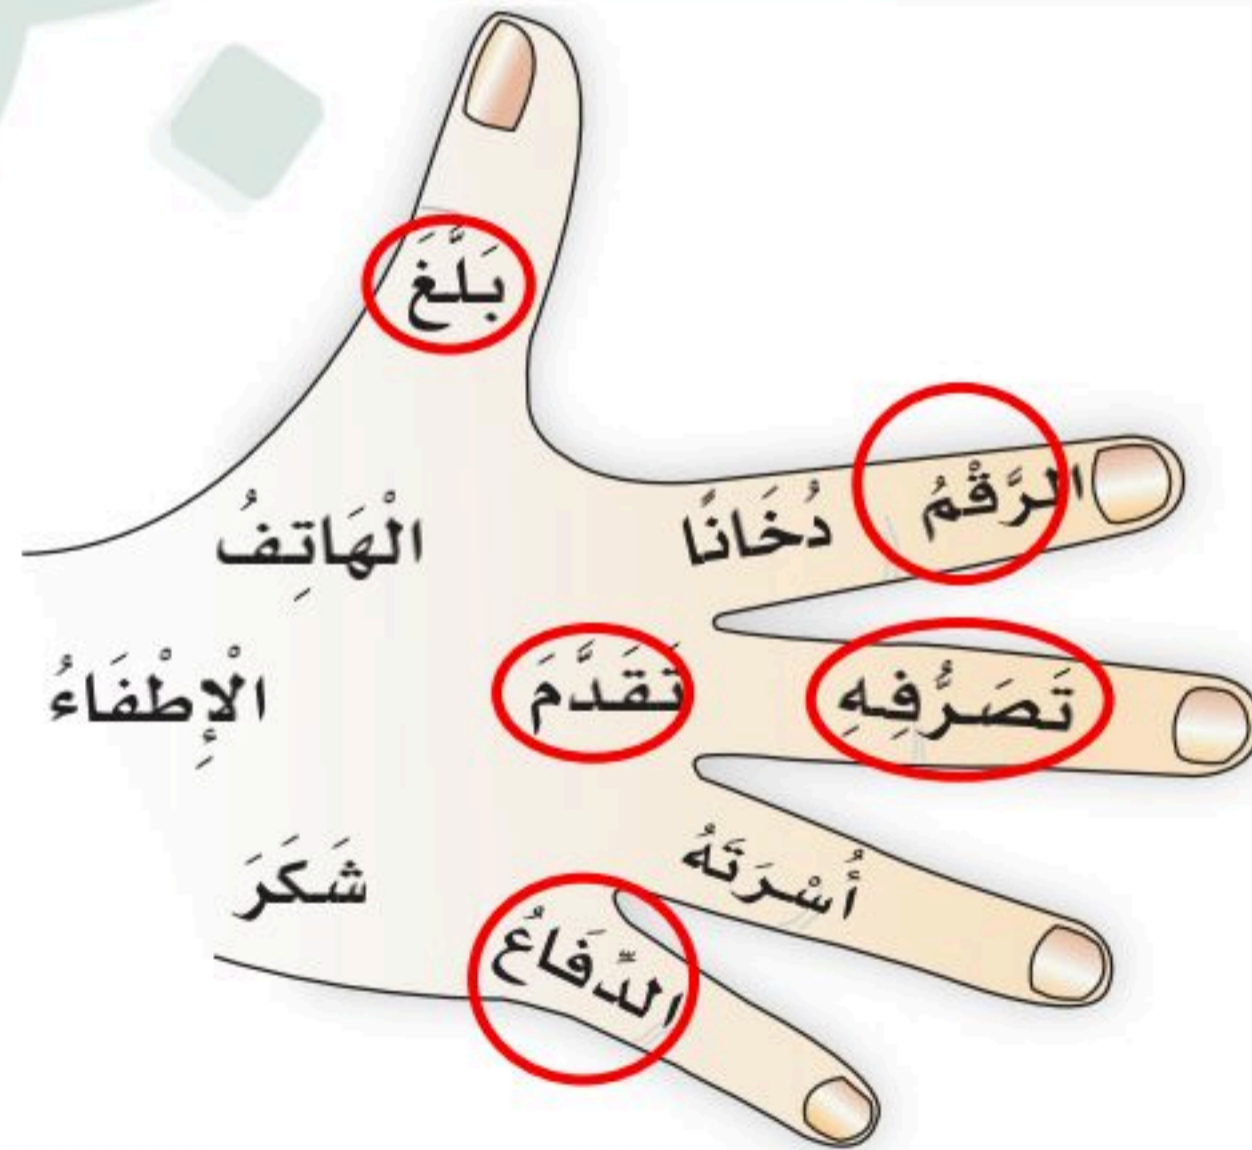 بَلَّغَ
الرَّقْمُ
دُخَانًا
الْهَاتِفُ
تَصَرُّفِهِ
تَقَدَّمَ
الْإِطْفَاءُ
أُسْرَتَهُ
شَكَرَ
الدِّفَاعُ